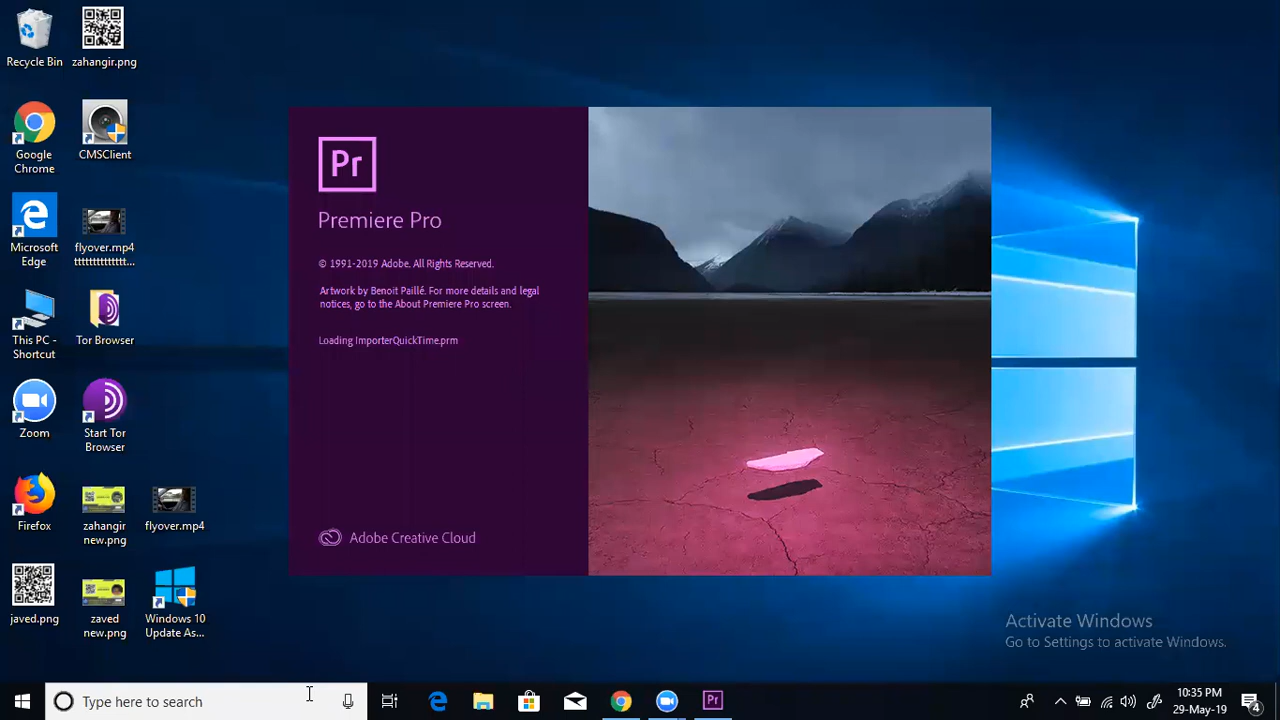 Recycle Bin
zahangir.png
Google
Chrome
CMSClient
Microsoft
Edge
flyover.mp4
tttttttttttttt...
This PC -
Shortcut
Tor Browser
Zoom
Start Tor
Browser
Firefox
zahangir
new.png
flyover.mp4
javed.png
zaved
new.png
Windows 10
Update As...
Pr
Premiere Pro
© 1991-2019 Adobe. All Rights Reserved.
Artwork by Benoit Paillé. For more details and legal
notices, go to the About Premiere Pro screen.
Loading ImporterQuickTime.prm
Adobe Creative Cloud
Activate Windows
Go to Settings to activate Windows.
Type here to search
Pr
10:35 PM
29-May-19
4